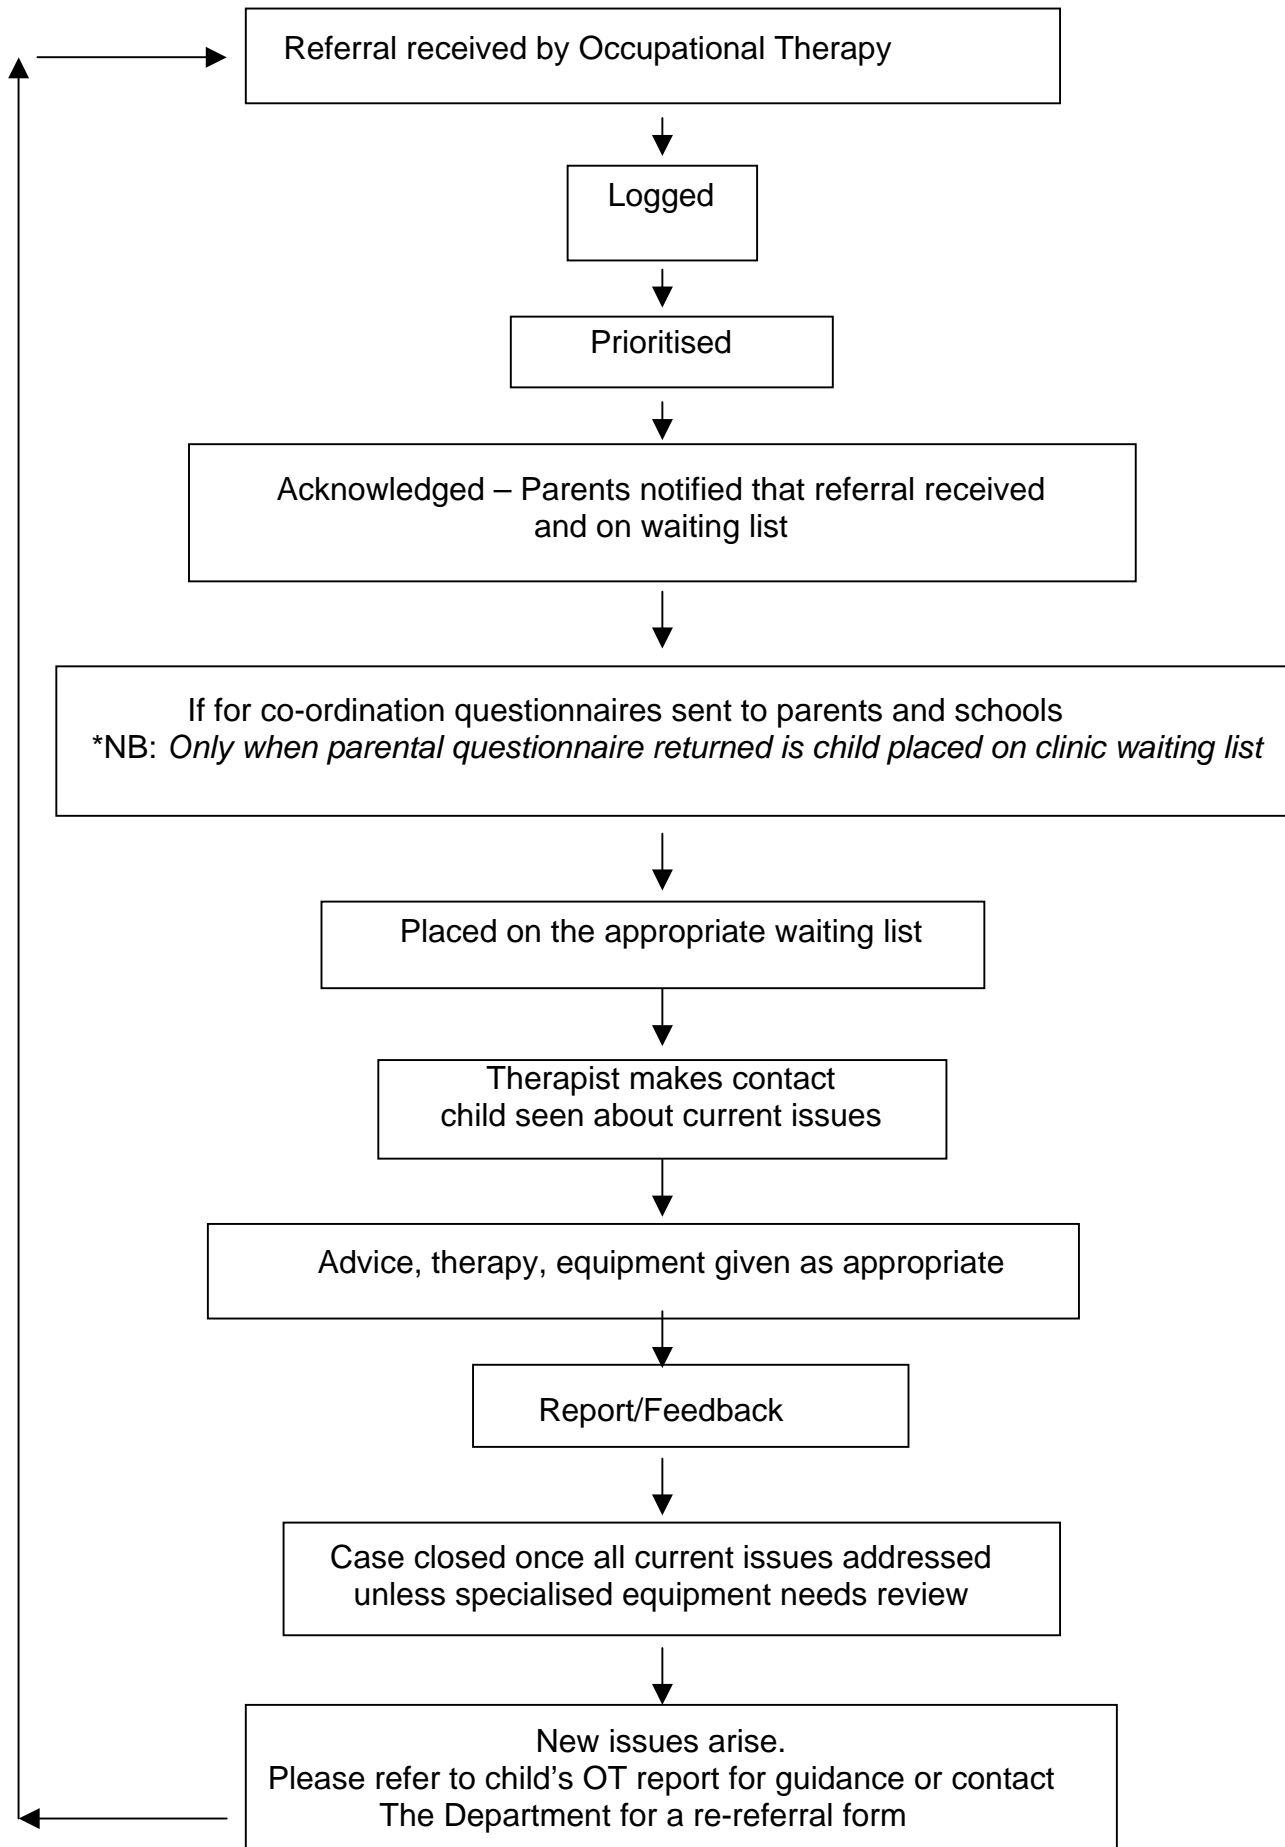 Referral received by Occupational Therapy
Logged
Prioritised
Acknowledged – Parents notified that referral received
and on waiting list
If for co-ordination questionnaires sent to parents and schools
*NB: Only when parental questionnaire returned is child placed on clinic waiting list
Placed on the appropriate waiting list
Therapist makes contact
child seen about current issues
Advice, therapy, equipment given as appropriate
Report/Feedback
Case closed once all current issues addressed
unless specialised equipment needs review
New issues arise.
Please refer to child’s OT report for guidance or contact
The Department for a re-referral form